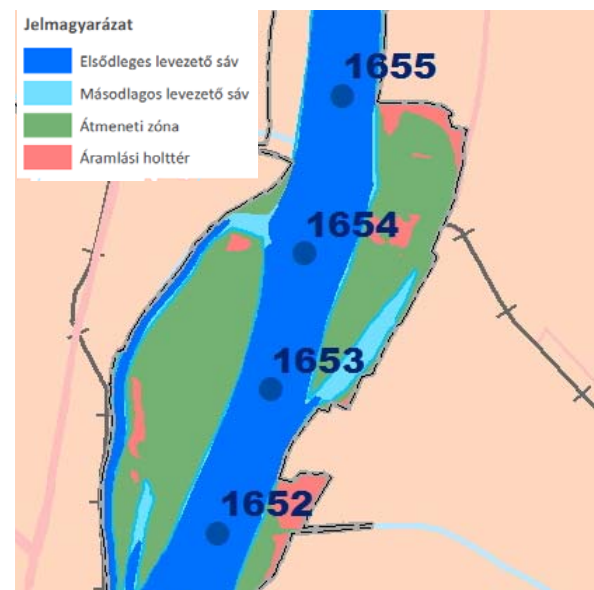 Jelmagyarázat
Elsődleges levezető sáv
Másodlagos levezető sáv
Átmeneti zóna
Áramlási holttér
1655
1654
1653
1652